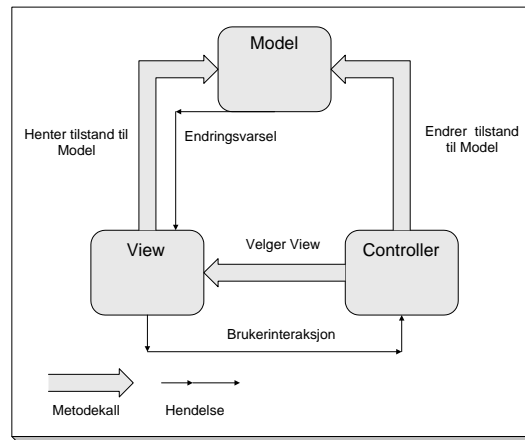 Model
Henter tilstand til
Model
Endringsvarsel
Endrer tilstand
til Model
View
Velger View
Controller
Brukerinteraksjon
Metodekall
Hendelse